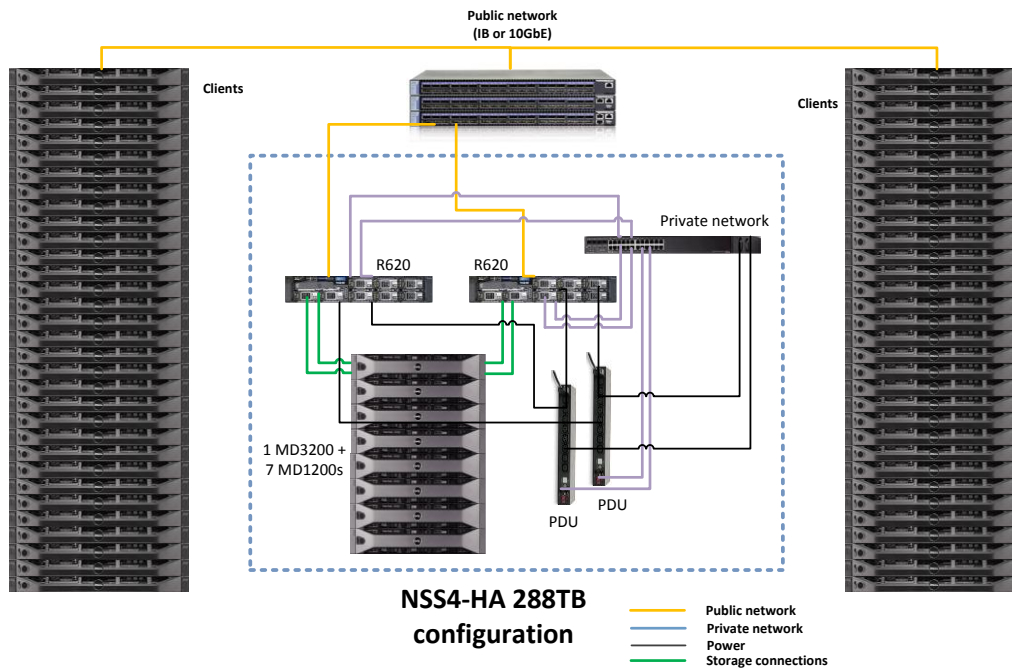 Public network
(IB or 10GbE)
Clients
Clients
Private network
R620
R620
1 MD3200 +
7 MD1200s
PDU
PDU
NSS4-HA 288TB
configuration
Public network
Private network
Power
Storage connections